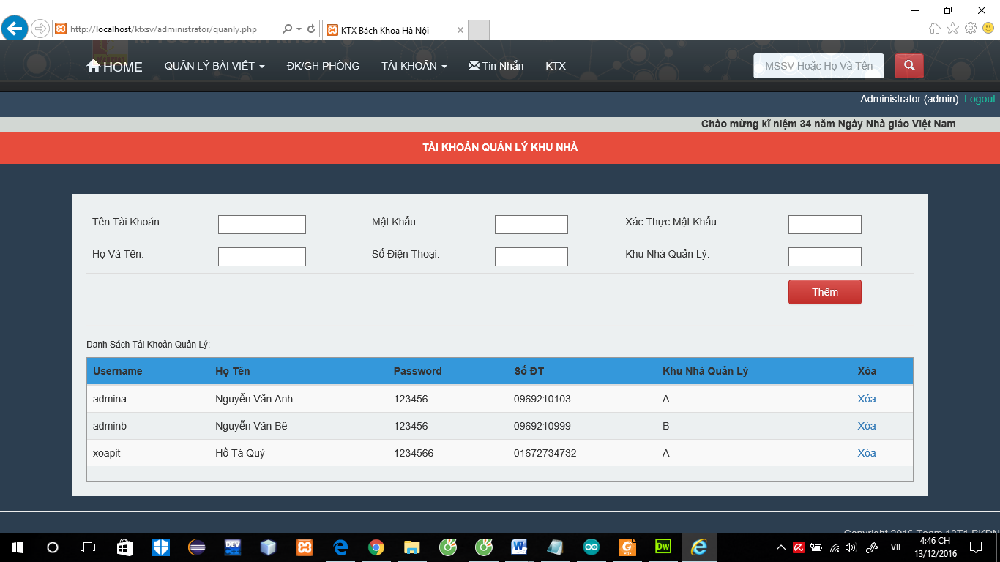 http://localhost/ktxsv/administrator/quanly.php KTX Bách Khoa Hà Nội
HOME QUẢN LÝ BÀI VIẾT ĐK/GH PHÒNG TÀI KHOẢN Tin Nhắn KTX MSSV Hoặc Họ Và Tên
Administrator (admin) Logout
Chào mừng kĩ niệm 34 năm Ngày Nhà giáo Việt Nam
TÀI KHOẢN QUẢN LÝ KHU NHÀ
Tên Tài Khoản: Mật Khẩu: Xác Thực Mật Khẩu:
Họ Và Tên: Số Điện Thoại: Khu Nhà Quản Lý:
Thêm
Danh Sách Tài Khoản Quản Lý:
Username Họ Tên Password Số ĐT Khu Nhà Quản Lý Xóa
admina Nguyễn Văn Anh 123456 0969210103 A Xóa
adminb Nguyễn Văn Bê 123456 0969210999 B Xóa
xoapit Hồ Tá Quý 1234566 01672734732 A Xóa
Copyright 2016 Team 13T1 BKDN
DEV
PDF
Dw
VIE
4:46 CH
13/12/2016